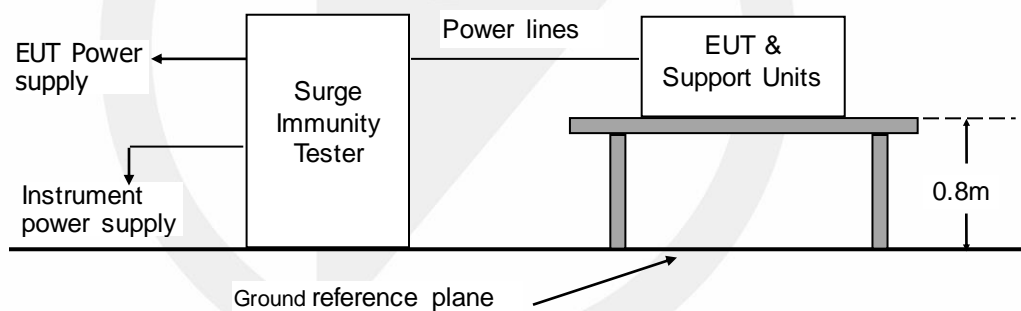 Power lines
EUT Power
supply
EUT &
Support Units
Surge
Immunity
Tester
Instrument
power supply
0.8m
Ground reference plane